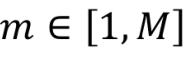 m ∈ [1, M]